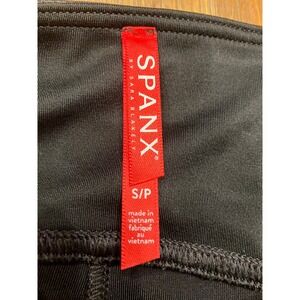 SPANX®
BY SARA BLAKELY
S/P
made in
vietnam
fabriqué
au
vietnam